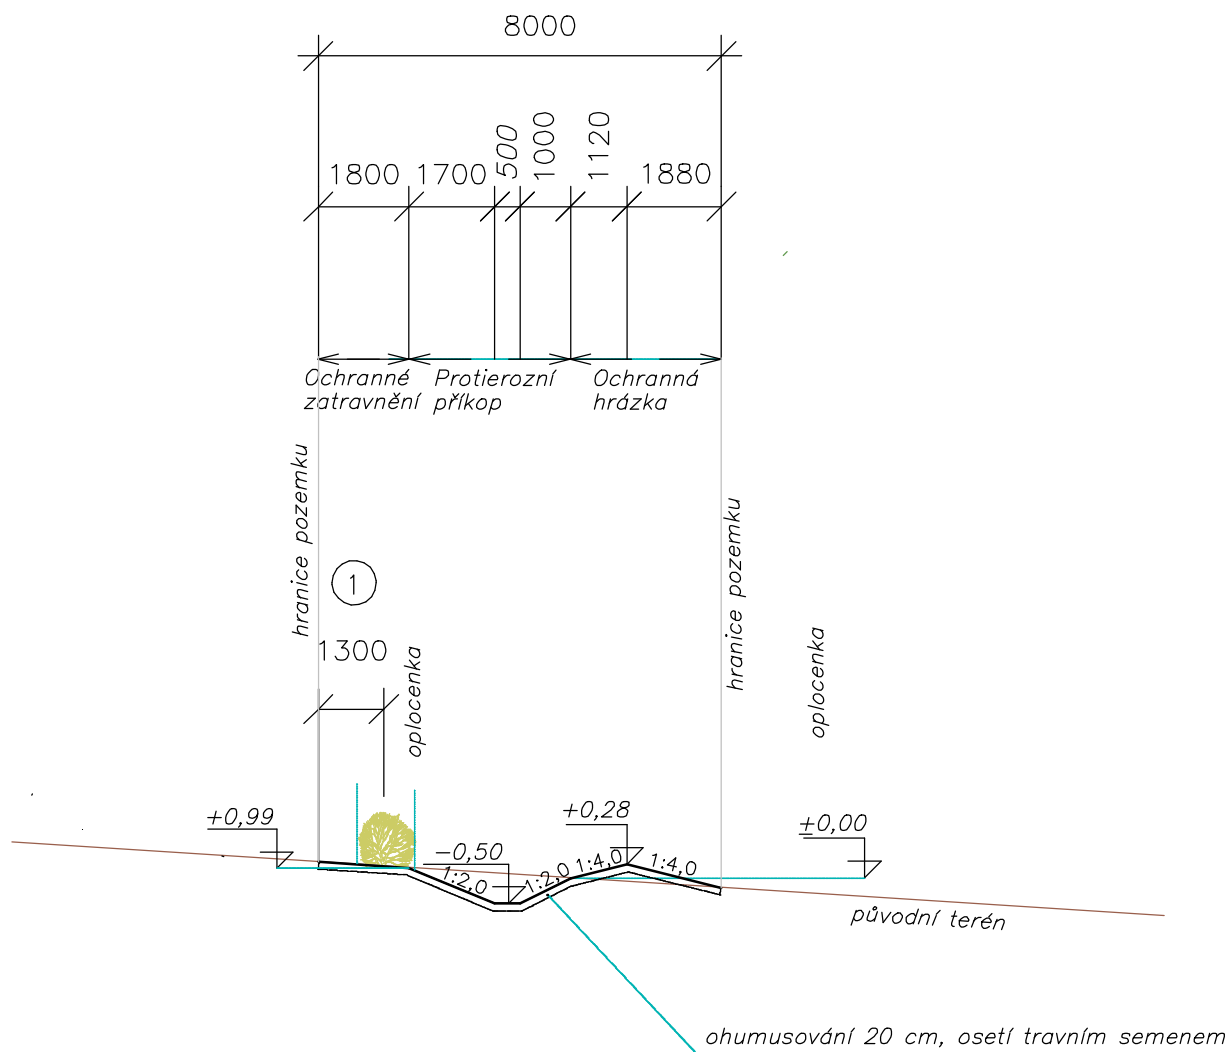 8000
1800
1700
500
1000
1120
1880
Ochranné
zatravnění
Protierozní
příkop
Ochranná
hrázka
hranice pozemku
hranice pozemku
1
1300
oplocenka
oplocenka
+0,99
-0,50
+0,28
±0,00
1:2,0
1:2,0
1:4,0
1:4,0
původní terén
ohumusování 20 cm, osetí travním semenem